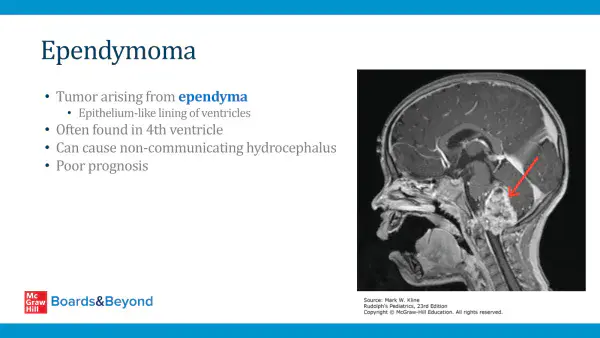 Ependymoma
• Tumor arising from ependyma
• Epithelium-like lining of ventricles
• Often found in 4th ventricle
• Can cause non-communicating hydrocephalus
• Poor prognosis
Mc
Graw
Hill
Boards&Beyond
Source: Mark W. Kline
Rudolph's Pediatrics, 23rd Edition
Copyright © McGraw-Hill Education. All rights reserved.